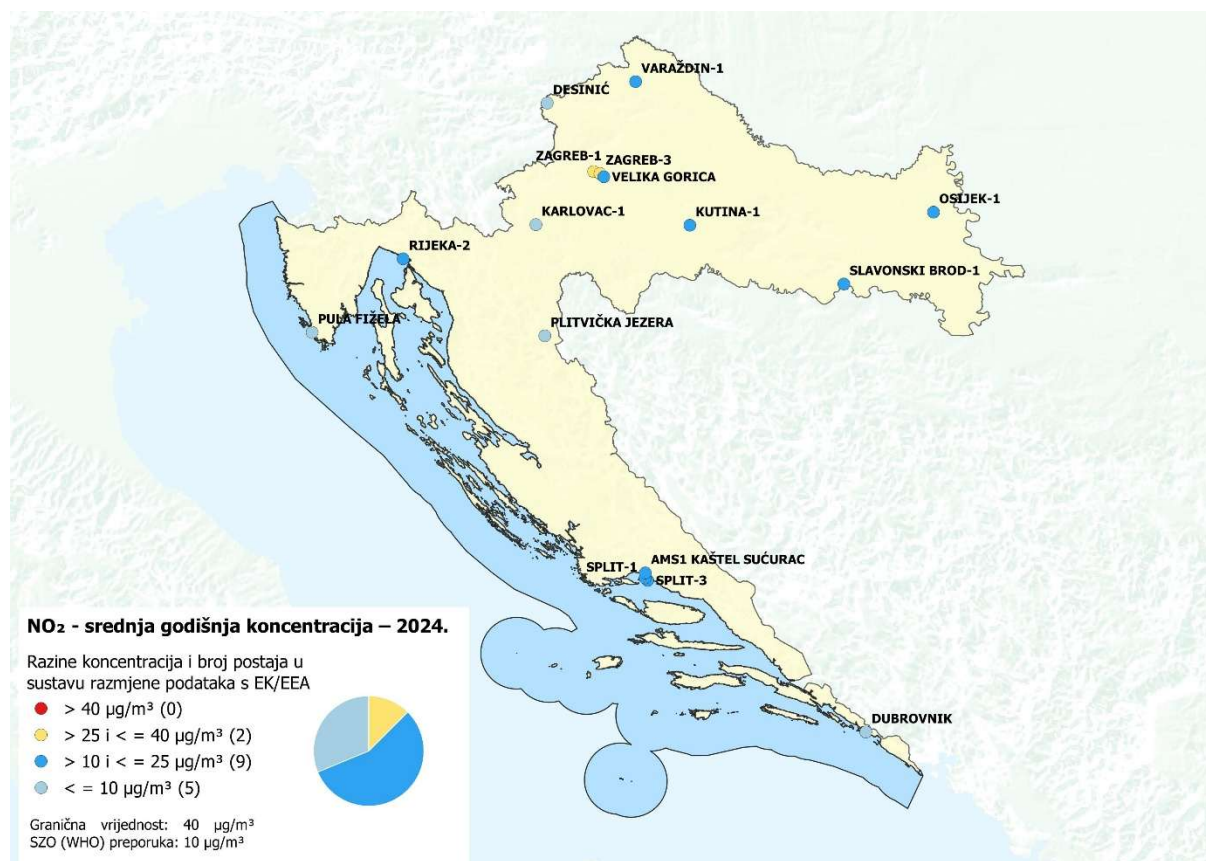 VARAŽDIN-1
DESINIĆ
ZAGREB-1
ZAGREB-3
VELIKA GORICA
KARLOVAC-1
KUTINA-1
OSIJEK-1
RIJEKA-2
SLAVONSKI BROD-1
PULA FIŽELA
PLITVIČKA JEZERA
AMS1 KAŠTEL SUĆURAC
SPLIT-1
SPLIT-3
DUBROVNIK
NO₂ - srednja godišnja koncentracija – 2024.
Razine koncentracija i broj postaja u
sustavu razmjene podataka s EK/EEA
> 40 µg/m³ (0)
> 25 i < = 40 µg/m³ (2)
> 10 i < = 25 µg/m³ (9)
< = 10 µg/m³ (5)
Granična vrijednost: 40 µg/m³
SZO (WHO) preporuka: 10 µg/m³